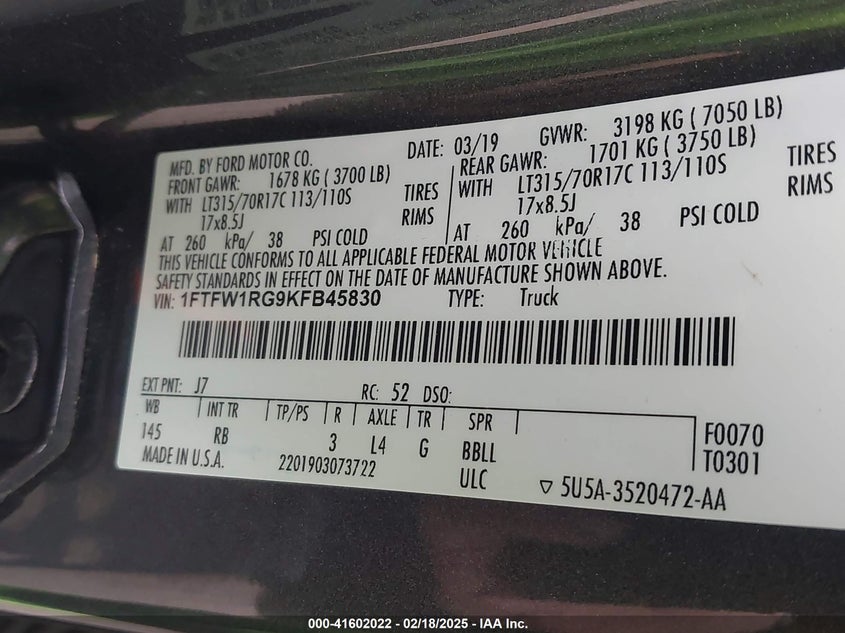 MFD. BY FORD MOTOR CO. DATE: 03/19 GVWR: 3198 KG ( 7050 LB)
FRONT GAWR: 1678 KG ( 3700 LB) REAR GAWR: 1701 KG ( 3750 LB)
WITH LT315/70R17C 113/110S TIRES WITH LT315/70R17C 113/110S TIRES
17x8.5J RIMS 17x8.5J RIMS
AT 260 kPa/ 38 PSI COLD AT 260 kPa/ 38 PSI COLD
THIS VEHICLE CONFORMS TO ALL APPLICABLE FEDERAL MOTOR VEHICLE
SAFETY STANDARDS IN EFFECT ON THE DATE OF MANUFACTURE SHOWN ABOVE.
VIN: 1FTFW1RG9KFB45830 TYPE: Truck
EXT PNT: J7 RC: 52 DSO:
WB INT TR TP/PS R AXLE TR SPR
145 RB 3 L4 G BBLL F0070
MADE IN U.S.A. 2201903073722 ULC T0301
▽ 5U5A-3520472-AA
000-41602022 - 02/18/2025 - IAA Inc.